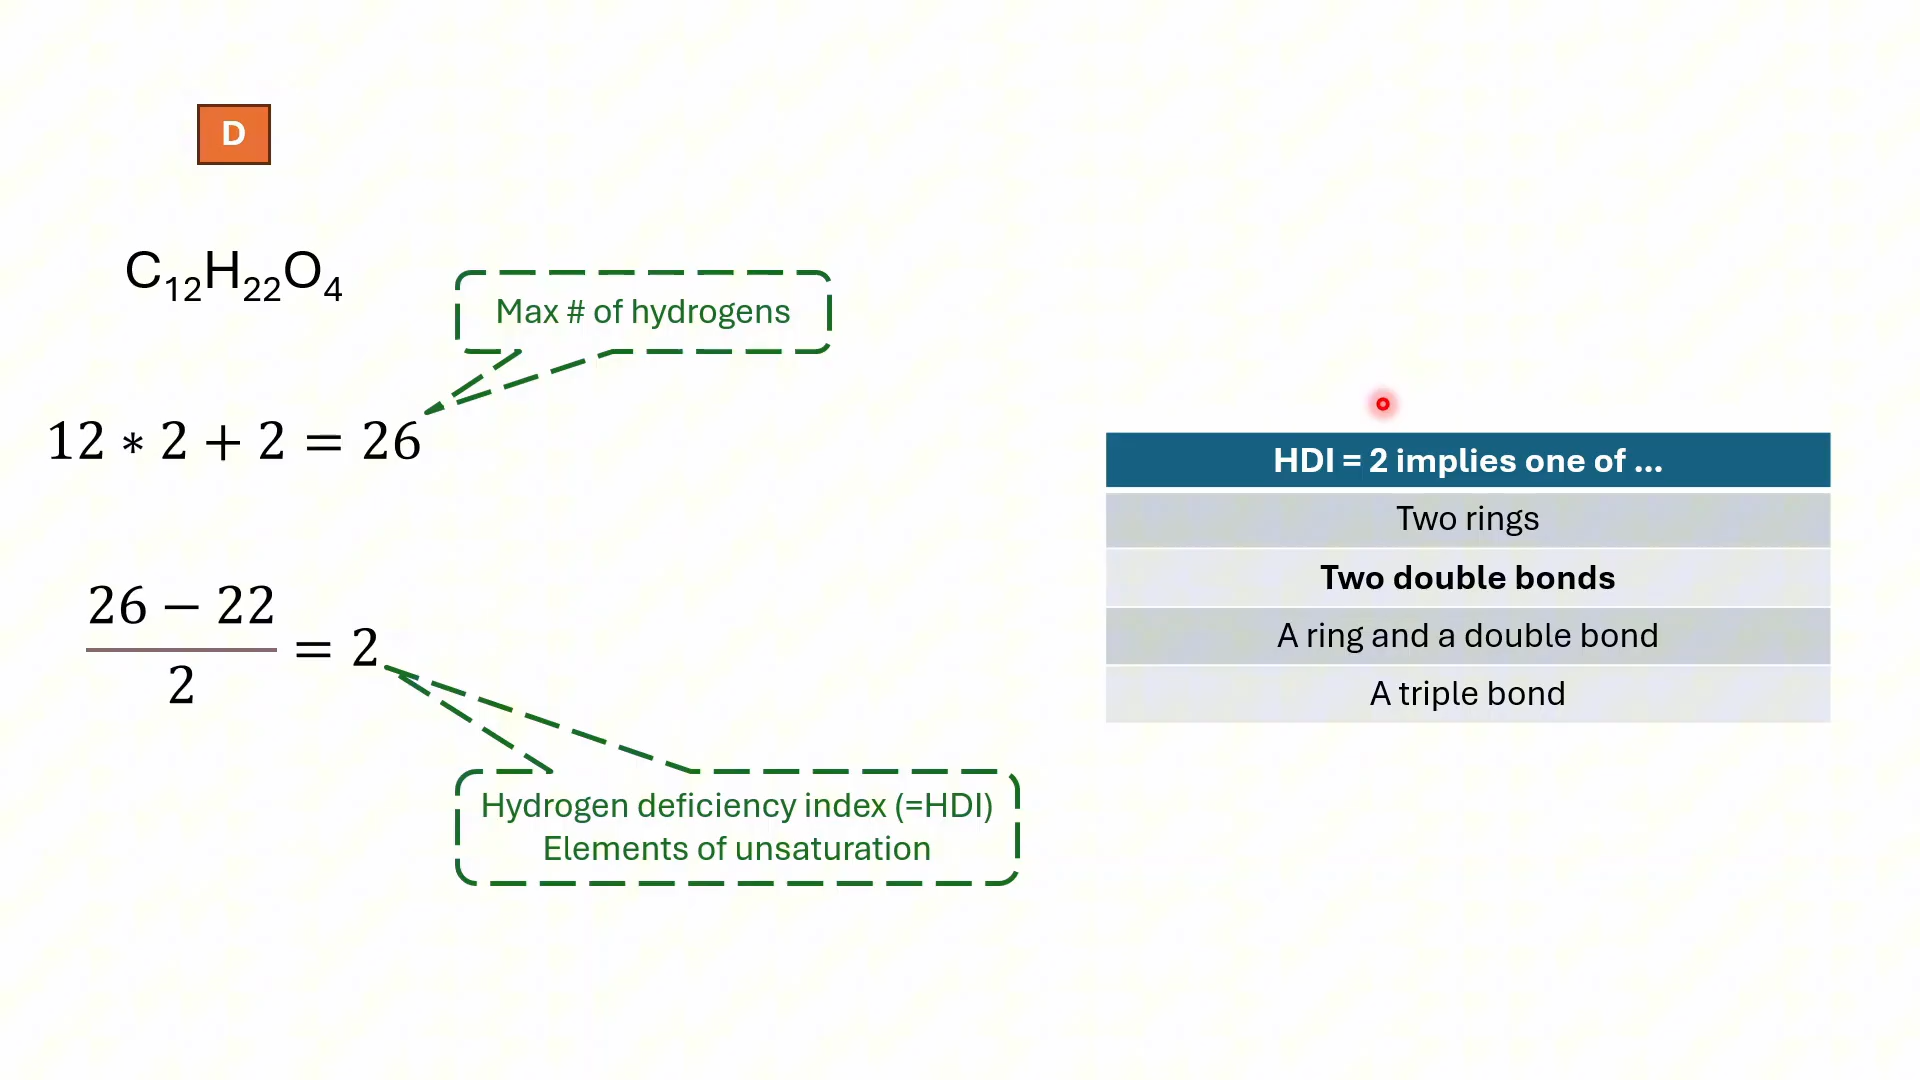 D
C₁₂H₂₂O₄
Max # of hydrogens
12 * 2 + 2 = 26
26 − 22
2
= 2
Hydrogen deficiency index (=HDI)
Elements of unsaturation
HDI = 2 implies one of ...
Two rings
Two double bonds
A ring and a double bond
A triple bond